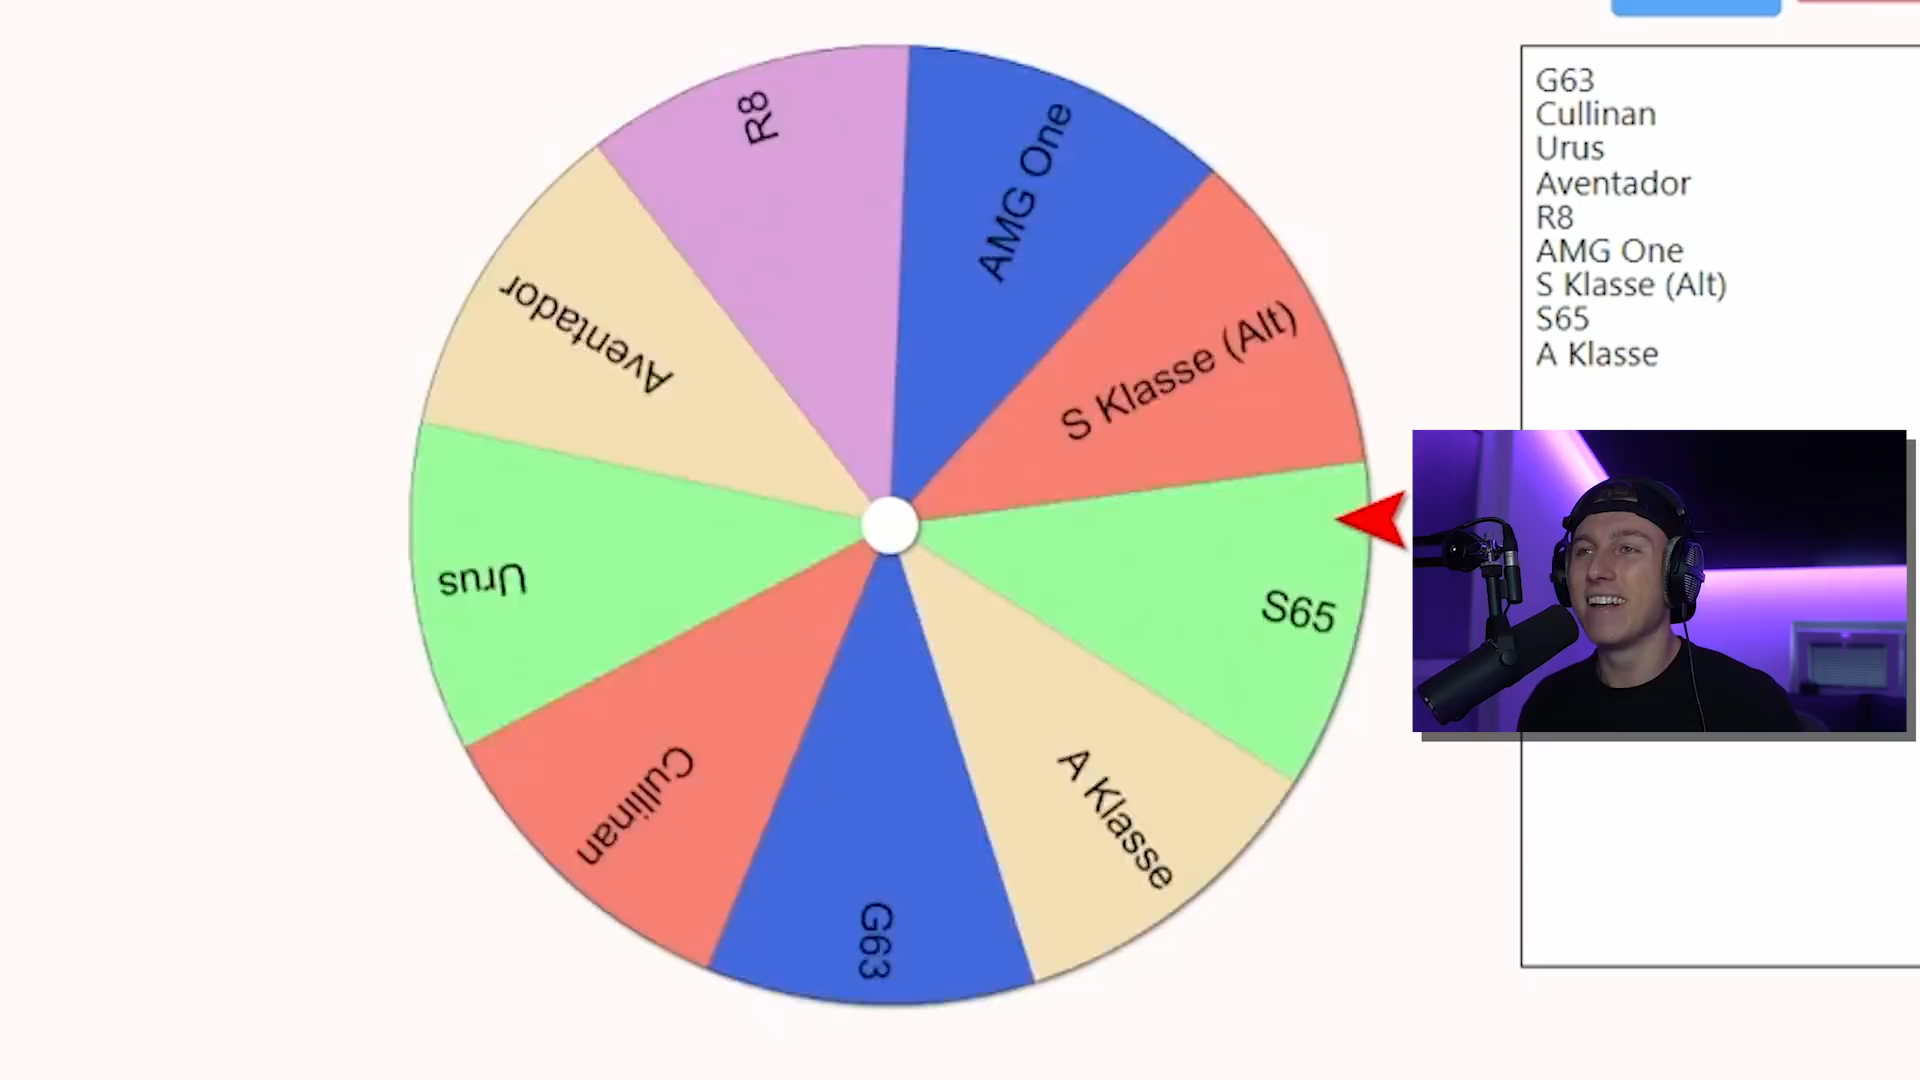 R8
AMG One
Aventador
S Klasse (Alt)
Urus
S65
Cullinan
A Klasse
G63
G63
Cullinan
Urus
Aventador
R8
AMG One
S Klasse (Alt)
S65
A Klasse